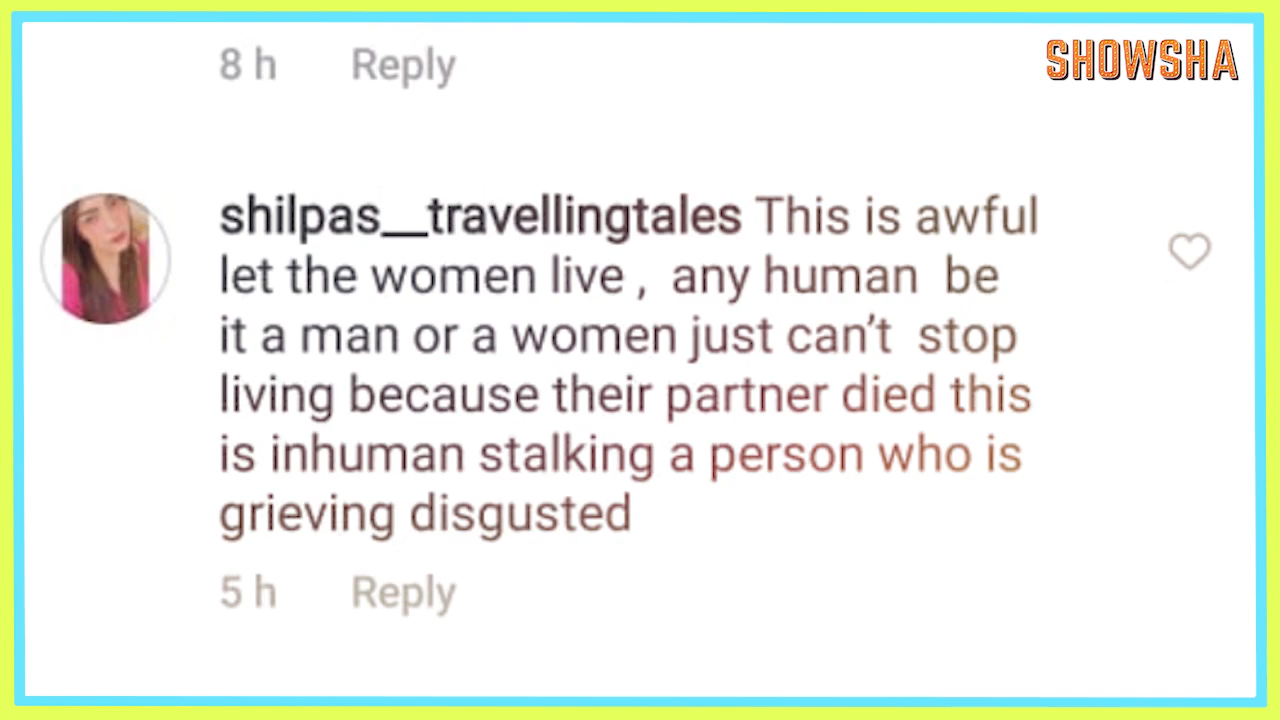 8 h Reply
SHOWSHA
shilpas__travellingtales This is awful
let the women live , any human be
it a man or a women just can't stop
living because their partner died this
is inhuman stalking a person who is
grieving disgusted
5 h Reply